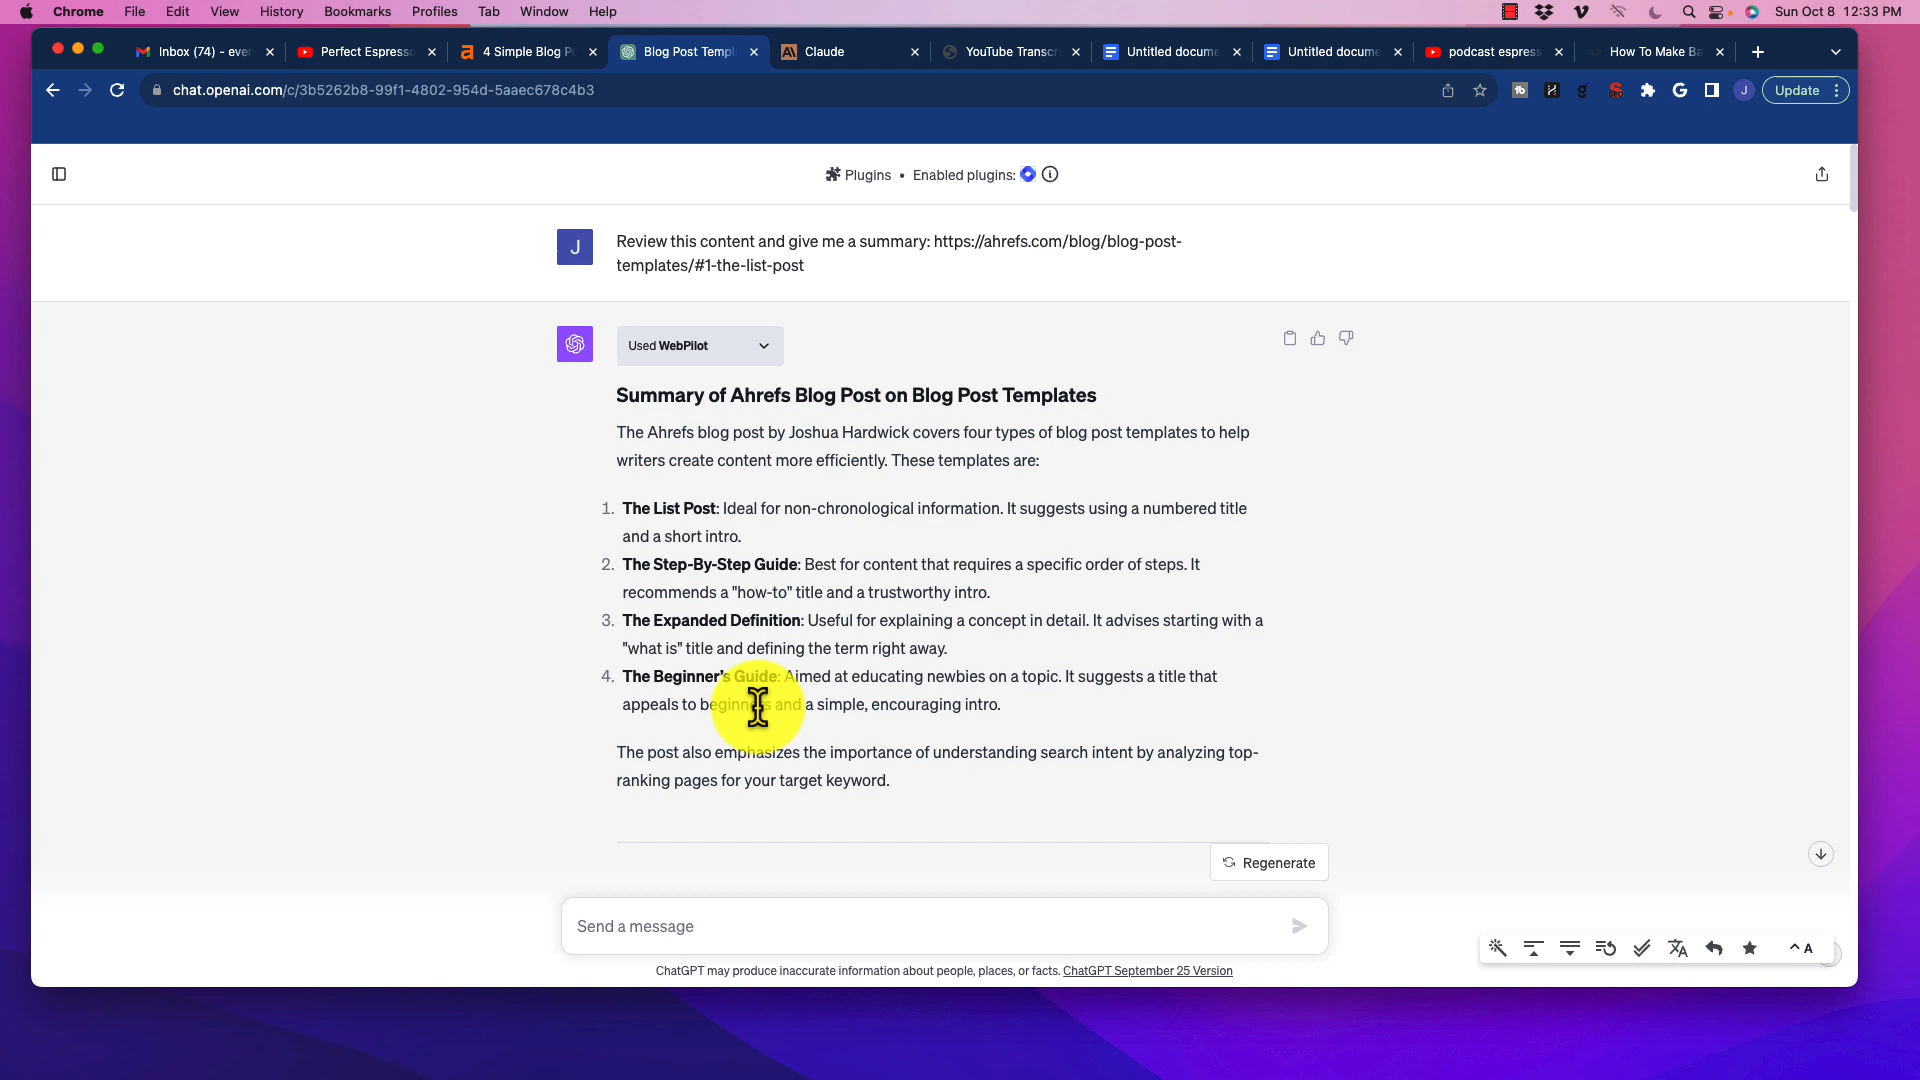 Chrome File Edit View History Bookmarks Profiles Tab Window Help Sun Oct 8 12:33 PM
Inbox (74) - eve Perfect Espresso 4 Simple Blog P Blog Post Templ Claude YouTube Transcr Untitled docume Untitled docume podcast espress How To Make Ba
chat.openai.com/c/3b5262b8-99f1-4802-954d-5aaec678c4b3 Update
Plugins • Enabled plugins:
J Review this content and give me a summary: https://ahrefs.com/blog/blog-post-
templates/#1-the-list-post
Used WebPilot
Summary of Ahrefs Blog Post on Blog Post Templates
The Ahrefs blog post by Joshua Hardwick covers four types of blog post templates to help
writers create content more efficiently. These templates are:
1. The List Post: Ideal for non-chronological information. It suggests using a numbered title
and a short intro.
2. The Step-By-Step Guide: Best for content that requires a specific order of steps. It
recommends a "how-to" title and a trustworthy intro.
3. The Expanded Definition: Useful for explaining a concept in detail. It advises starting with a
"what is" title and defining the term right away.
4. The Beginner's Guide: Aimed at educating newbies on a topic. It suggests a title that
appeals to beginners and a simple, encouraging intro.
The post also emphasizes the importance of understanding search intent by analyzing top-
ranking pages for your target keyword.
Regenerate
Send a message
ChatGPT may produce inaccurate information about people, places, or facts. ChatGPT September 25 Version